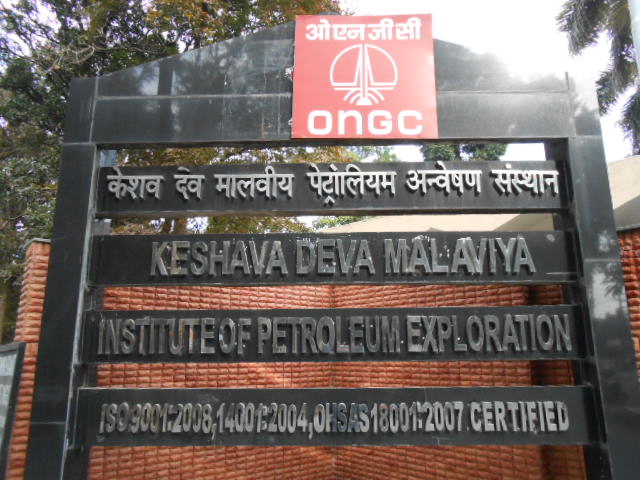 ओएनजीसी
ONGC
केशव देव मालवीय पेट्रोलियम अन्वेषण संस्थान
KESHAVA DEVA MALAVIYA
INSTITUTE OF PETROLEUM EXPLORATION
ISO 9001:2008, 14001:2004, OHSAS 18001:2007 CERTIFIED